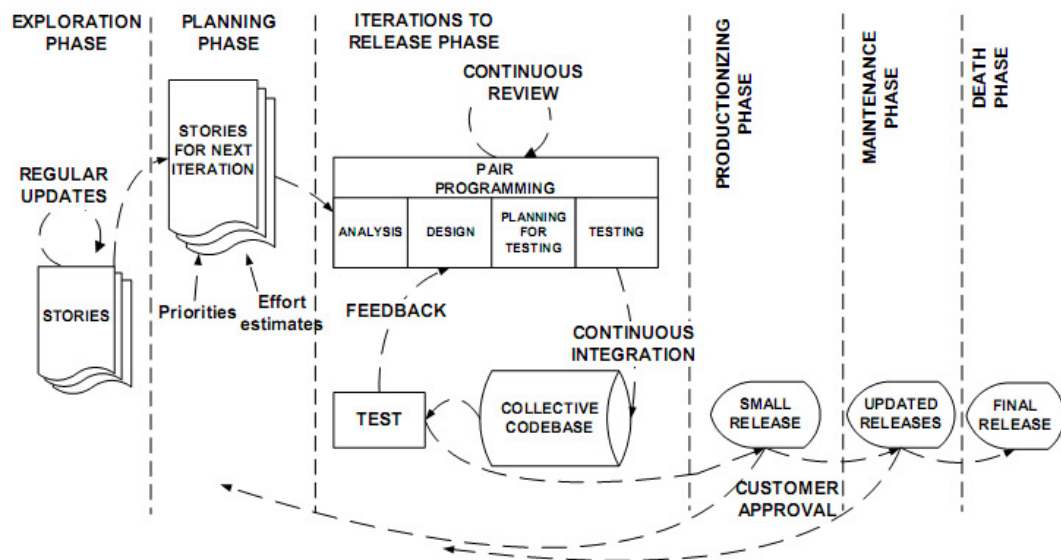 EXPLORATION
PHASE
PLANNING
PHASE
ITERATIONS TO
RELEASE PHASE
PRODUCTIONIZING
PHASE
MAINTENANCE
PHASE
DEATH
PHASE
REGULAR
UPDATES
STORIES
STORIES
FOR NEXT
ITERATION
Priorities
Effort
estimates
CONTINUOUS
REVIEW
PAIR
PROGRAMMING
ANALYSIS
DESIGN
PLANNING
FOR
TESTING
TESTING
FEEDBACK
CONTINUOUS
INTEGRATION
TEST
COLLECTIVE
CODEBASE
SMALL
RELEASE
UPDATED
RELEASES
FINAL
RELEASE
CUSTOMER
APPROVAL